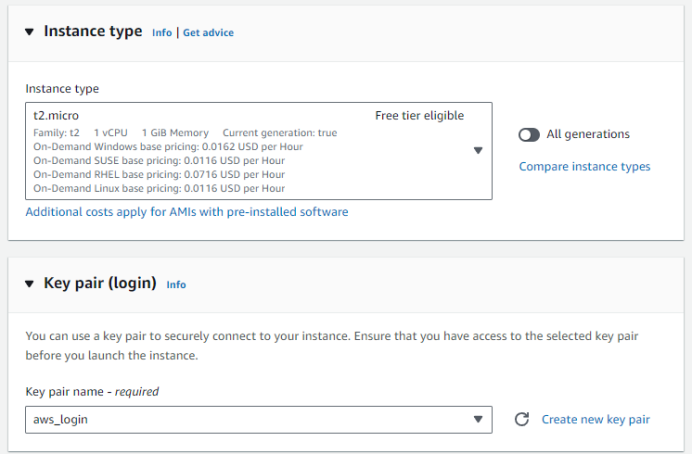 Instance type Info | Get advice
Instance type
t2.micro Free tier eligible
Family: t2 1 vCPU 1 GiB Memory Current generation: true
On-Demand Windows base pricing: 0.0162 USD per Hour
On-Demand SUSE base pricing: 0.0116 USD per Hour
On-Demand RHEL base pricing: 0.0716 USD per Hour
On-Demand Linux base pricing: 0.0116 USD per Hour
All generations
Compare instance types
Additional costs apply for AMIs with pre-installed software
Key pair (login) Info
You can use a key pair to securely connect to your instance. Ensure that you have access to the selected key pair
before you launch the instance.
Key pair name - required
aws_login
Create new key pair